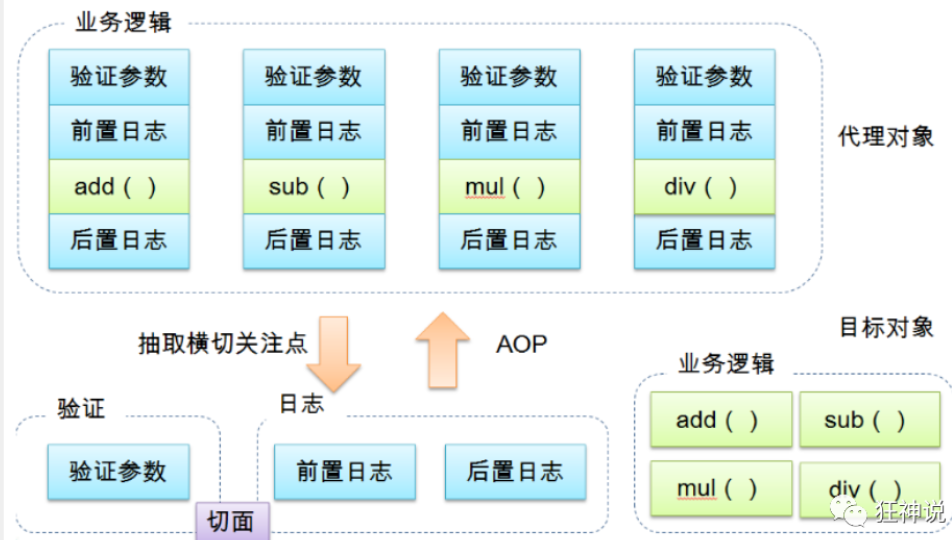 业务逻辑
验证参数 验证参数 验证参数 验证参数
前置日志 前置日志 前置日志 前置日志
add（ ） sub（ ） mul（ ） div（ ）
后置日志 后置日志 后置日志 后置日志
代理对象
抽取横切关注点
AOP
目标对象
业务逻辑
add（ ） sub（ ）
mul（ ） div（ ）
验证
验证参数
日志
前置日志 后置日志
切面
狂神说